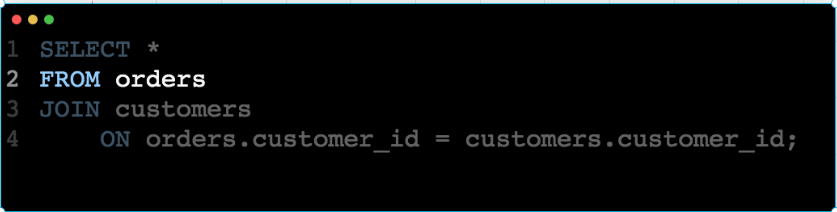 1 SELECT *
2 FROM orders
3 JOIN customers
4     ON orders.customer_id = customers.customer_id;